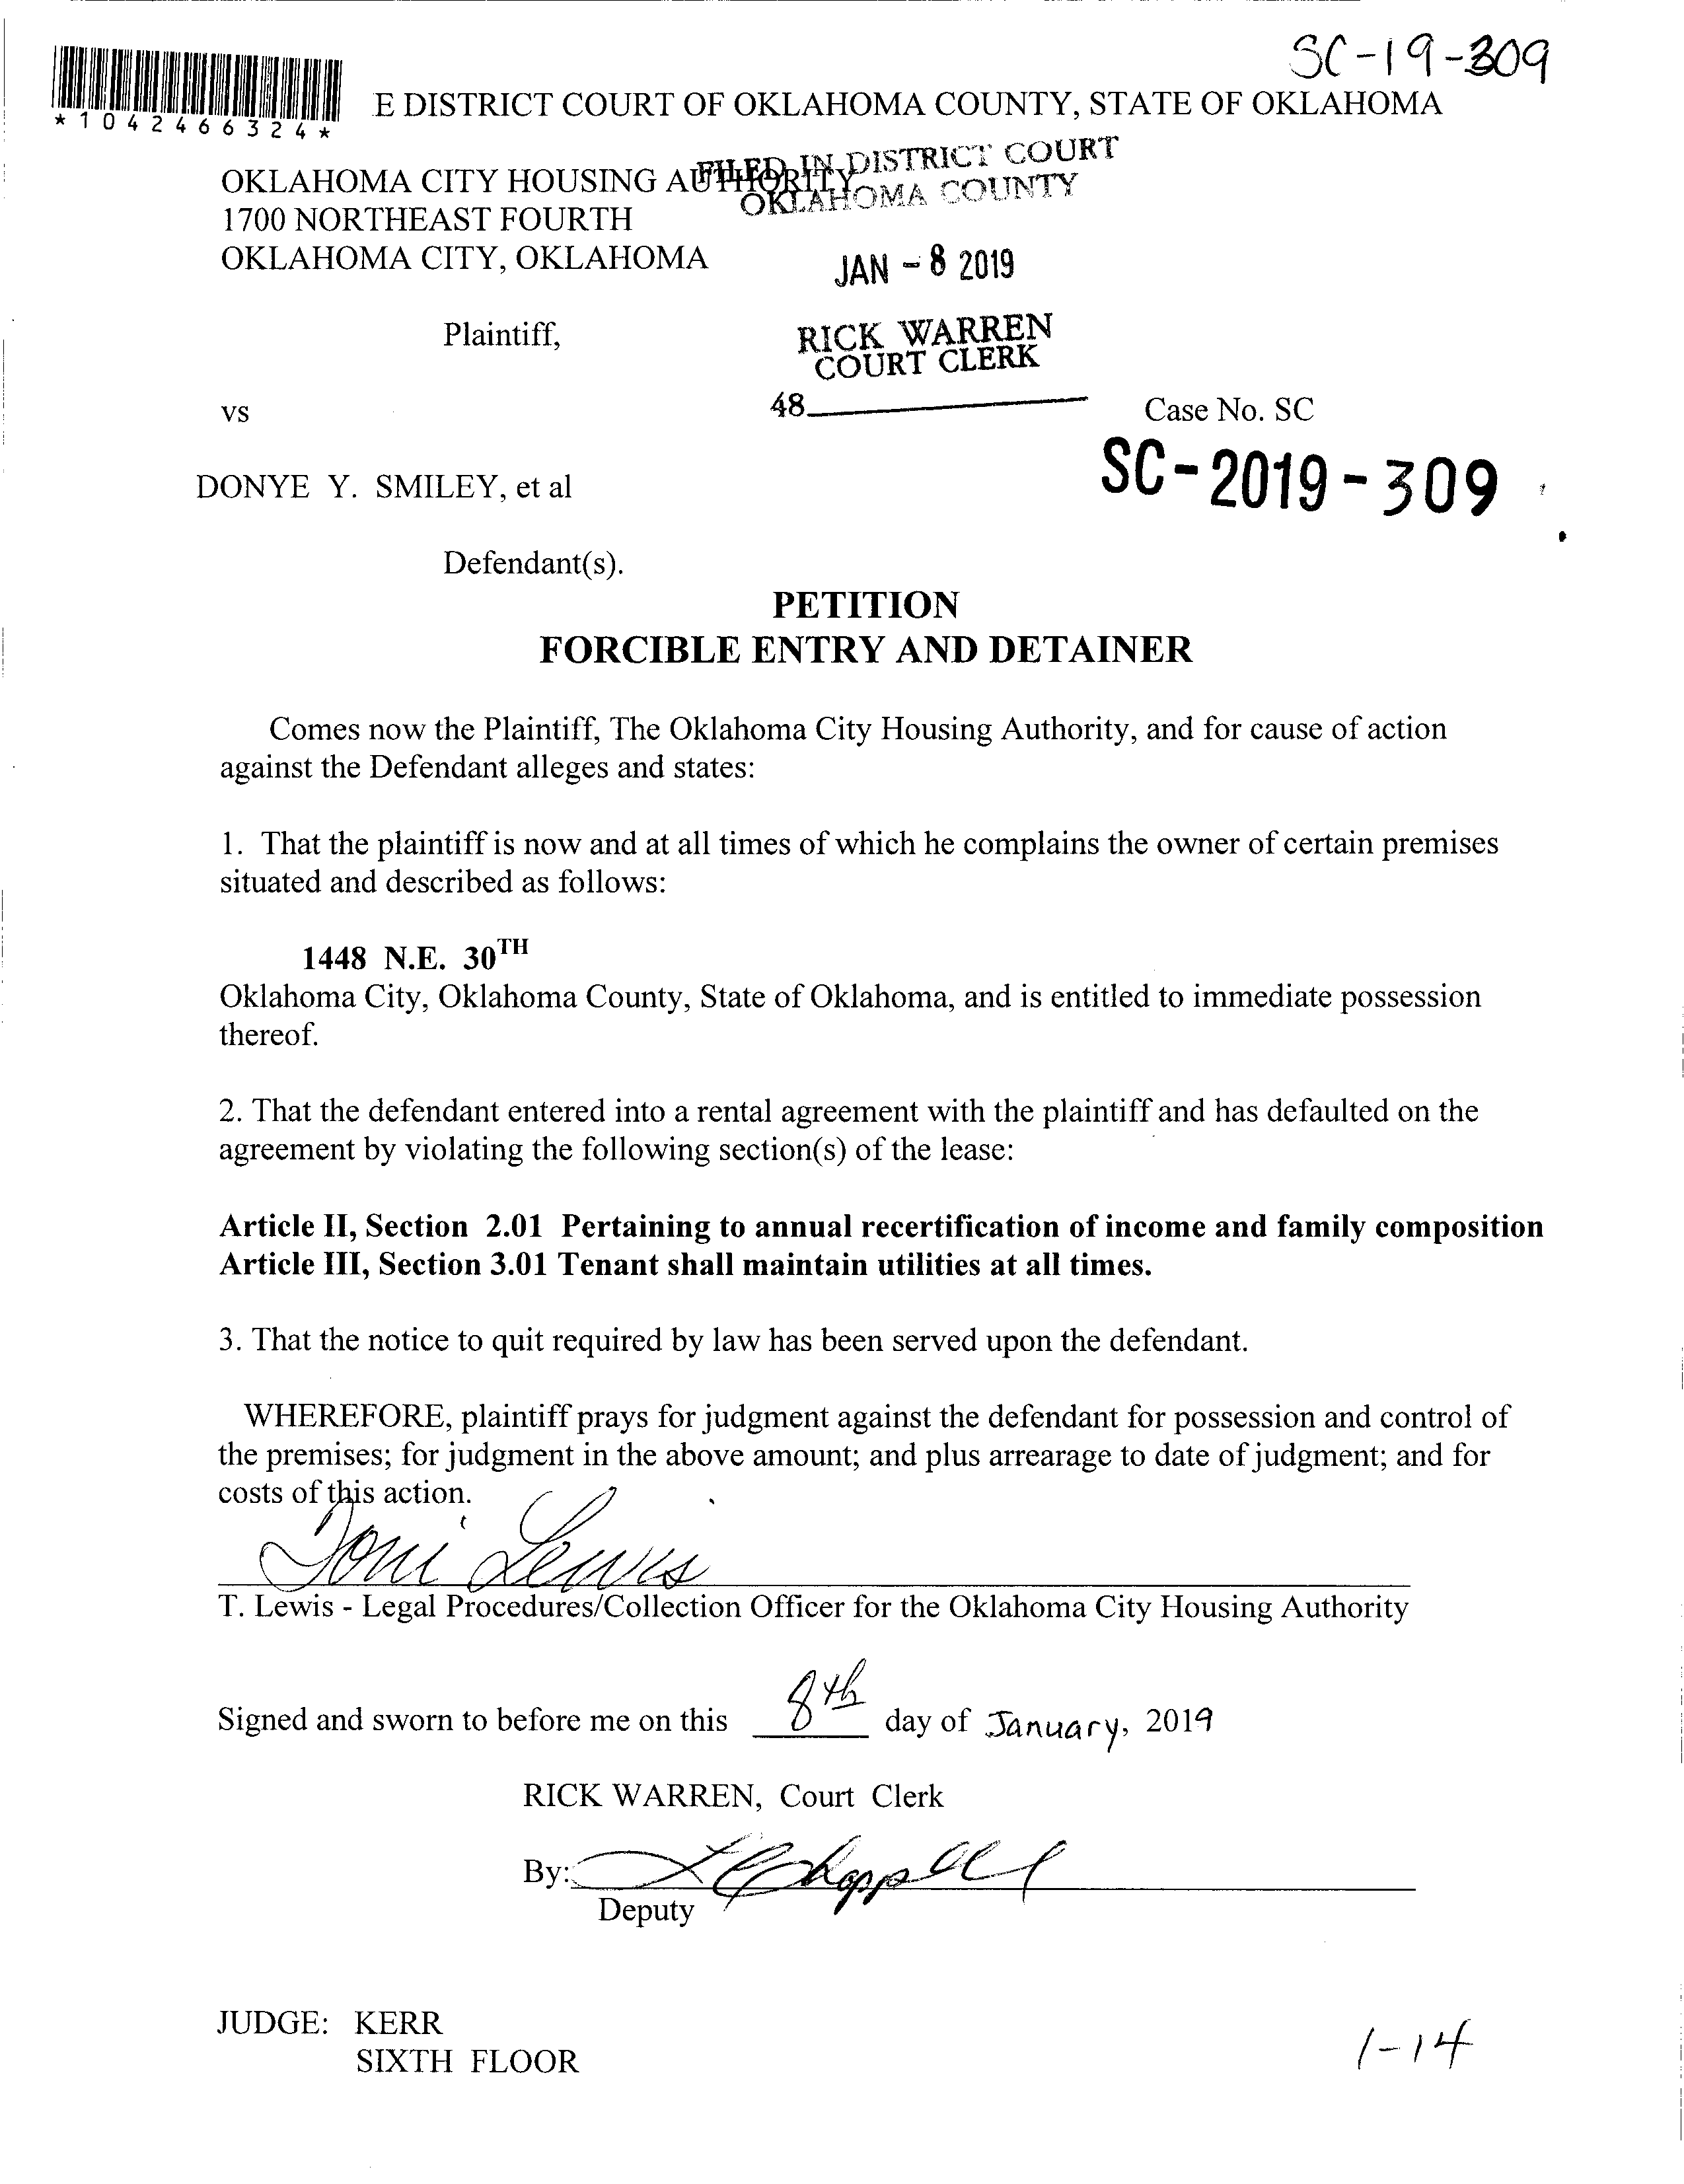 SC-19-309
*1042466324*
E DISTRICT COURT OF OKLAHOMA COUNTY, STATE OF OKLAHOMA
FILED IN DISTRICT COURT
OKLAHOMA CITY HOUSING AUTHORITY
OKLAHOMA COUNTY
1700 NORTHEAST FOURTH
OKLAHOMA CITY, OKLAHOMA
JAN - 8 2019
Plaintiff,
RICK WARREN
COURT CLERK
48
vs
Case No. SC
SC-2019-309
DONYE Y. SMILEY, et al
Defendant(s).
PETITION
FORCIBLE ENTRY AND DETAINER
Comes now the Plaintiff, The Oklahoma City Housing Authority, and for cause of action
against the Defendant alleges and states:
1. That the plaintiff is now and at all times of which he complains the owner of certain premises
situated and described as follows:
1448 N.E. 30TH
Oklahoma City, Oklahoma County, State of Oklahoma, and is entitled to immediate possession
thereof.
2. That the defendant entered into a rental agreement with the plaintiff and has defaulted on the
agreement by violating the following section(s) of the lease:
Article II, Section 2.01 Pertaining to annual recertification of income and family composition
Article III, Section 3.01 Tenant shall maintain utilities at all times.
3. That the notice to quit required by law has been served upon the defendant.
WHEREFORE, plaintiff prays for judgment against the defendant for possession and control of
the premises; for judgment in the above amount; and plus arrearage to date of judgment; and for
costs of this action.
Toni Lewis
T. Lewis - Legal Procedures/Collection Officer for the Oklahoma City Housing Authority
Signed and sworn to before me on this 8th day of January, 2019
RICK WARREN, Court Clerk
By:
Deputy
JUDGE: KERR
SIXTH FLOOR
1-14